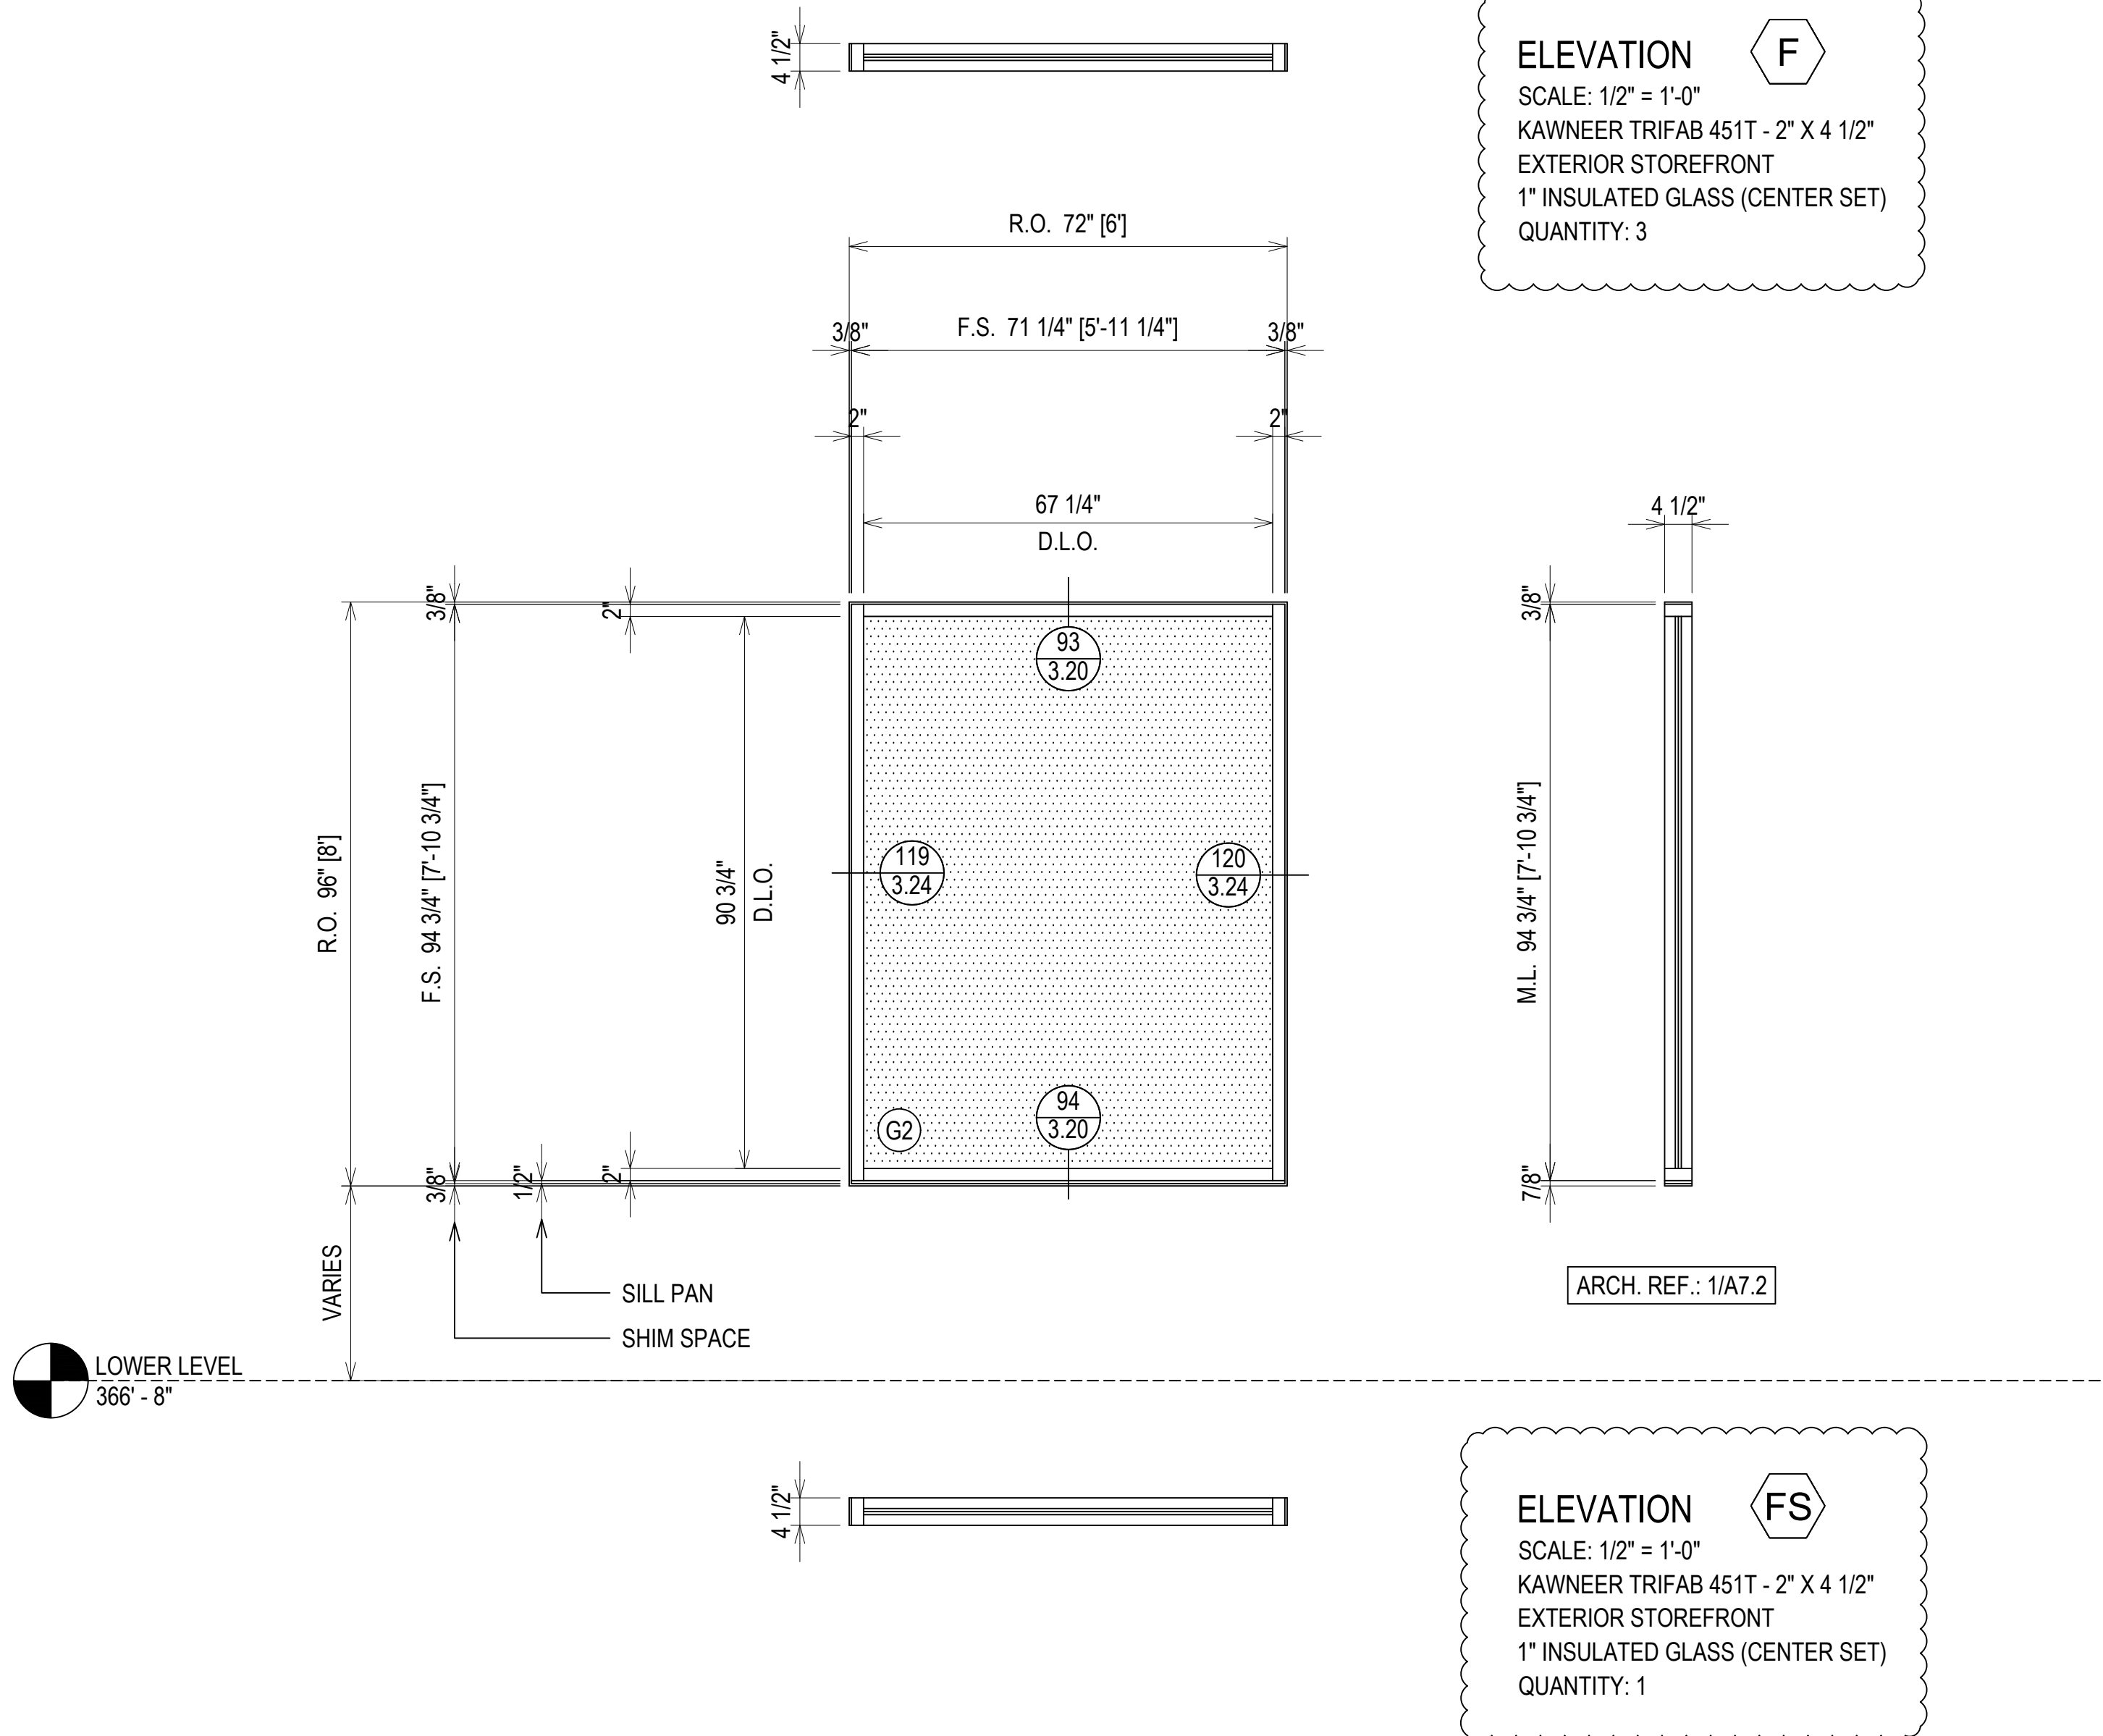 4 1/2"
ELEVATION F
SCALE: 1/2" = 1'-0"
KAWNEER TRIFAB 451T - 2" X 4 1/2"
EXTERIOR STOREFRONT
1" INSULATED GLASS (CENTER SET)
QUANTITY: 3
R.O. 72" [6']
3/8"
F.S. 71 1/4" [5'-11 1/4"]
3/8"
2"
2"
67 1/4"
D.L.O.
4 1/2"
3/8"
2"
3/8"
93
3.20
R.O. 96" [8']
F.S. 94 3/4" [7'-10 3/4"]
90 3/4"
D.L.O.
119
3.24
120
3.24
M.L. 94 3/4" [7'-10 3/4"]
94
3.20
G2
3/8"
1/2"
2"
7/8"
VARIES
SILL PAN
SHIM SPACE
ARCH. REF.: 1/A7.2
LOWER LEVEL
366' - 8"
4 1/2"
ELEVATION FS
SCALE: 1/2" = 1'-0"
KAWNEER TRIFAB 451T - 2" X 4 1/2"
EXTERIOR STOREFRONT
1" INSULATED GLASS (CENTER SET)
QUANTITY: 1